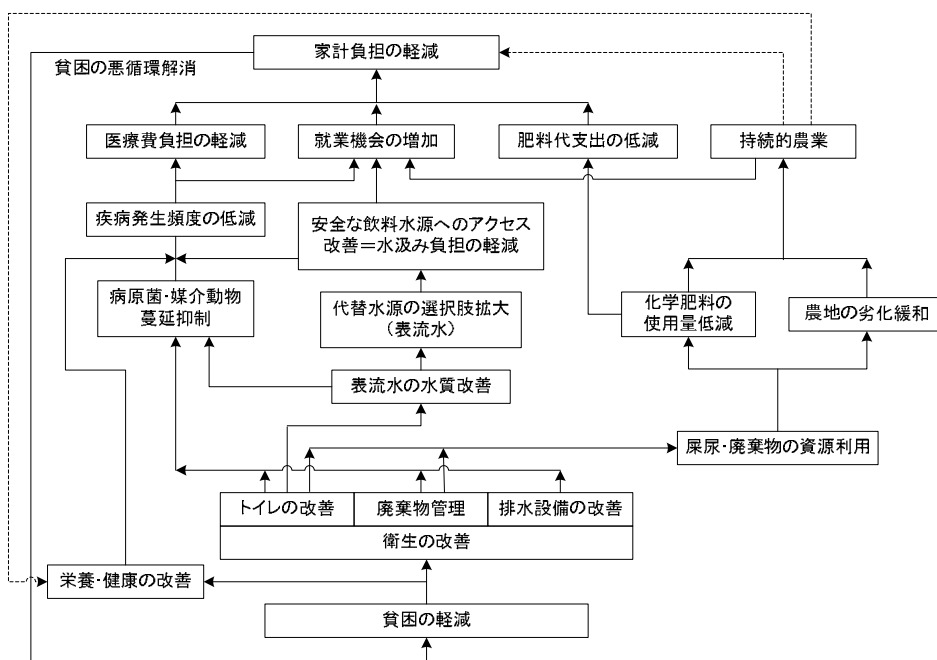 家計負担の軽減
貧困の悪循環解消
医療費負担の軽減
就業機会の増加
肥料代支出の低減
持続的農業
疾病発生頻度の低減
安全な飲料水源へのアクセス
改善=水汲み負担の軽減
病原菌・媒介動物
蔓延抑制
代替水源の選択肢拡大
(表流水)
化学肥料の
使用量低減
農地の劣化緩和
表流水の水質改善
屎尿・廃棄物の資源利用
トイレの改善
廃棄物管理
排水設備の改善
衛生の改善
栄養・健康の改善
貧困の軽減